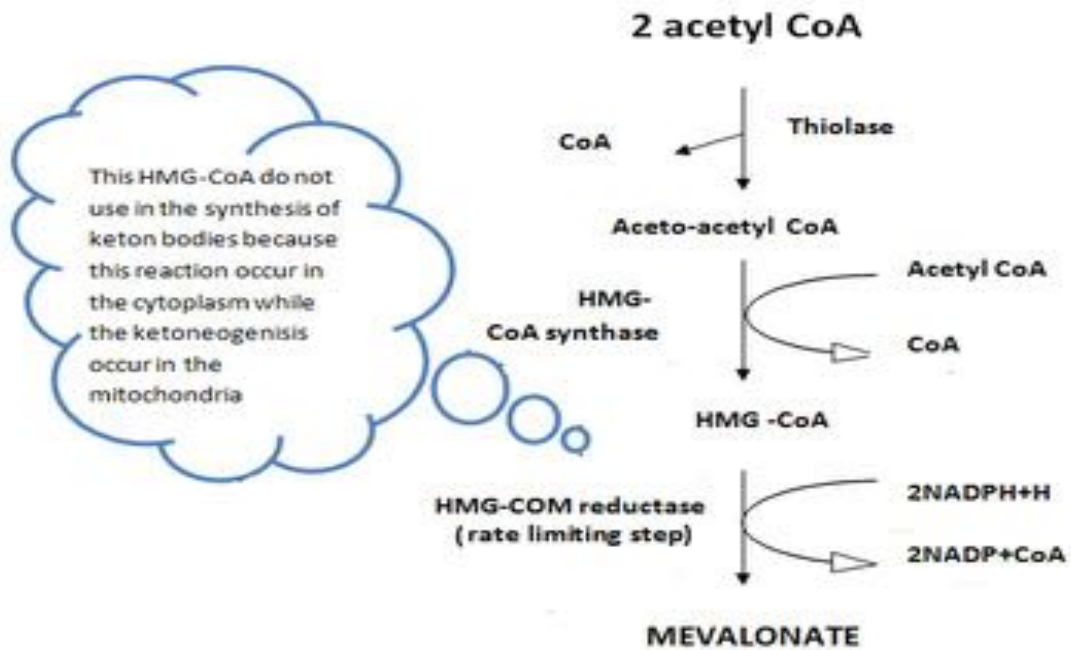 2 acetyl CoA
Thiolase
CoA
Aceto-acetyl CoA
Acetyl CoA
HMG-
CoA synthase
CoA
HMG -CoA
This HMG-CoA do not
use in the synthesis of
keton bodies because
this reaction occur in
the cytoplasm while
the ketoneogenisis
occur in the
mitochondria
HMG-COM reductase
( rate limiting step)
2NADPH+H
2NADP+CoA
MEVALONATE